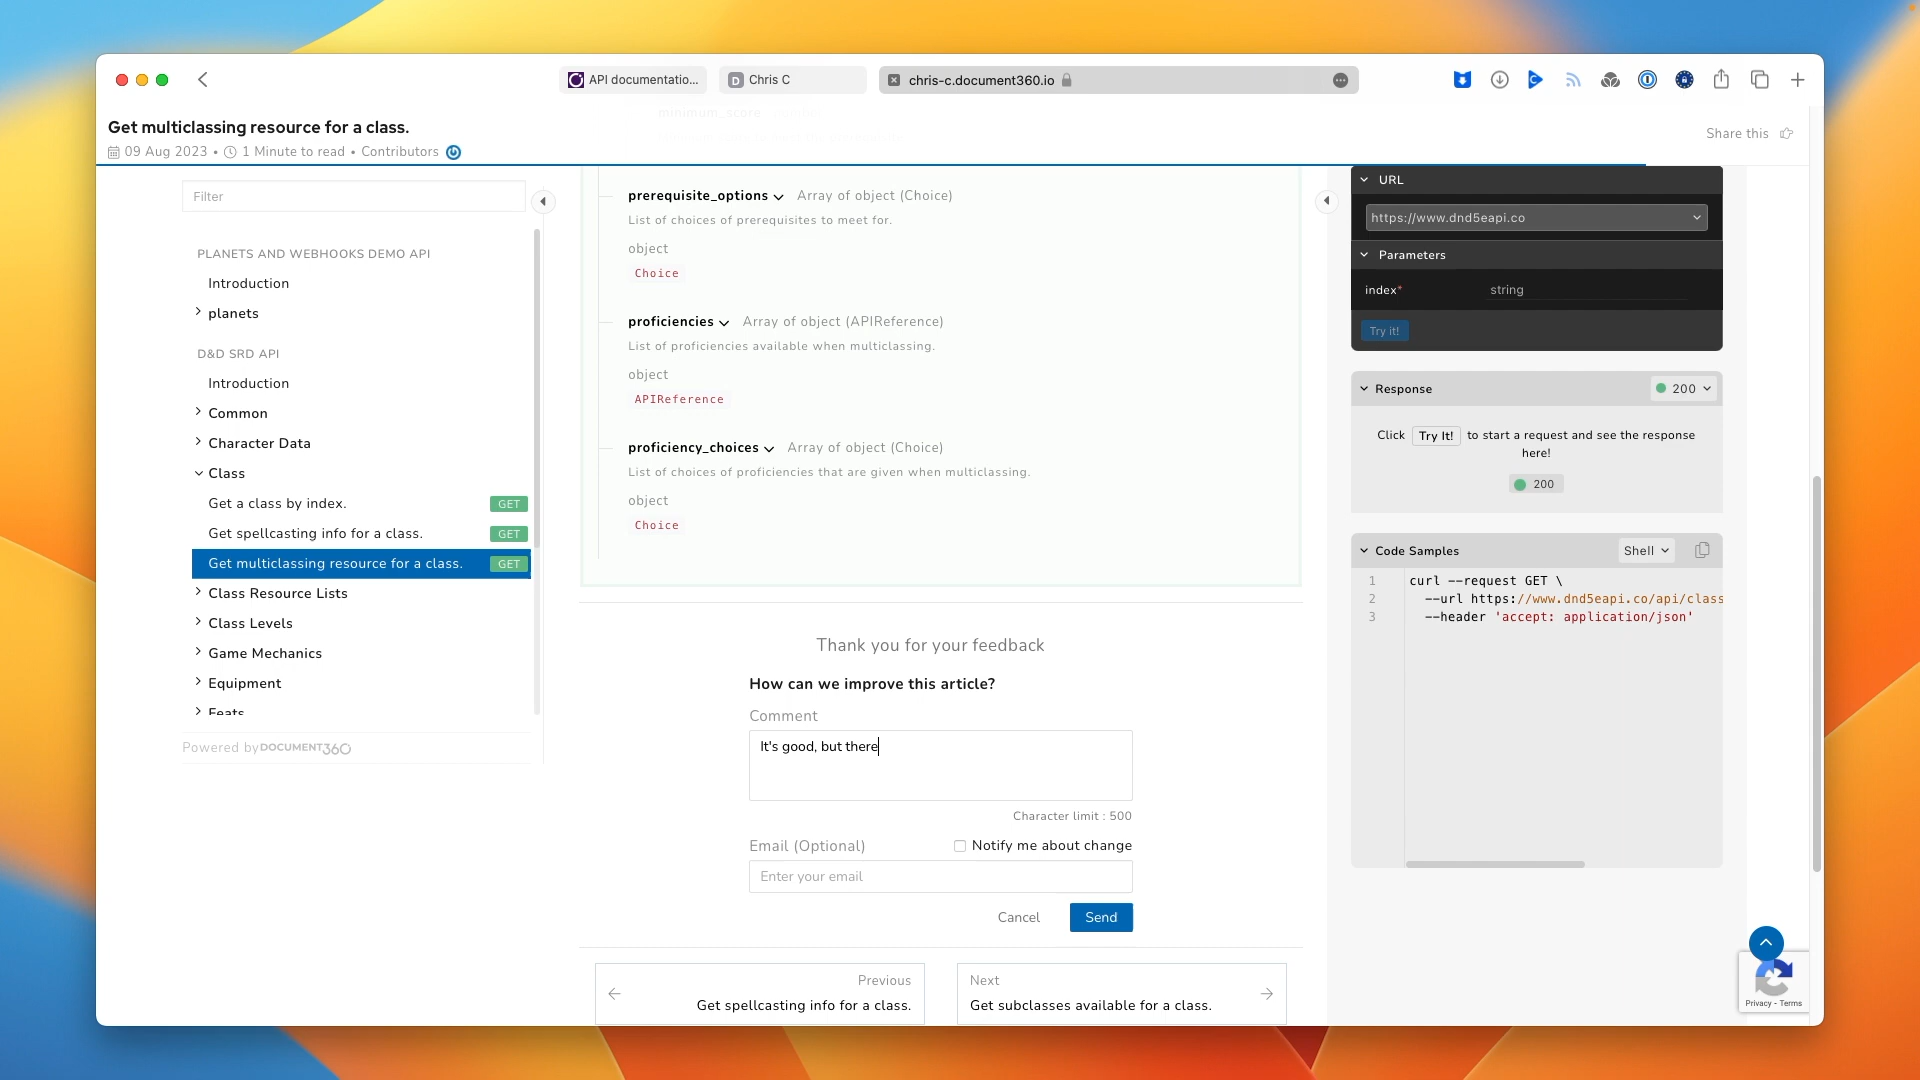 API documentatio...
D Chris C
chris-c.document360.io
Get multiclassing resource for a class.
09 Aug 2023 • 1 Minute to read • Contributors
Share this
minimum_score
Filter
PLANETS AND WEBHOOKS DEMO API
Introduction
planets
D&D SRD API
Introduction
Common
Character Data
Class
Get a class by index. GET
Get spellcasting info for a class. GET
Get multiclassing resource for a class. GET
Class Resource Lists
Class Levels
Game Mechanics
Equipment
Feats
Powered by DOCUMENT360
prerequisite_options Array of object (Choice)
List of choices of prerequisites to meet for.
object
Choice
proficiencies Array of object (APIReference)
List of proficiencies available when multiclassing.
object
APIReference
proficiency_choices Array of object (Choice)
List of choices of proficiencies that are given when multiclassing.
object
Choice
Thank you for your feedback
How can we improve this article?
Comment
It's good, but there
Character limit : 500
Email (Optional) Notify me about change
Enter your email
Cancel Send
Previous
Get spellcasting info for a class.
Next
Get subclasses available for a class.
URL
https://www.dnd5eapi.co
Parameters
index* string
Try it!
Response 200
Click Try It! to start a request and see the response
here!
200
Code Samples Shell
1 curl --request GET \
2 --url https://www.dnd5eapi.co/api/class
3 --header 'accept: application/json'
Privacy - Terms